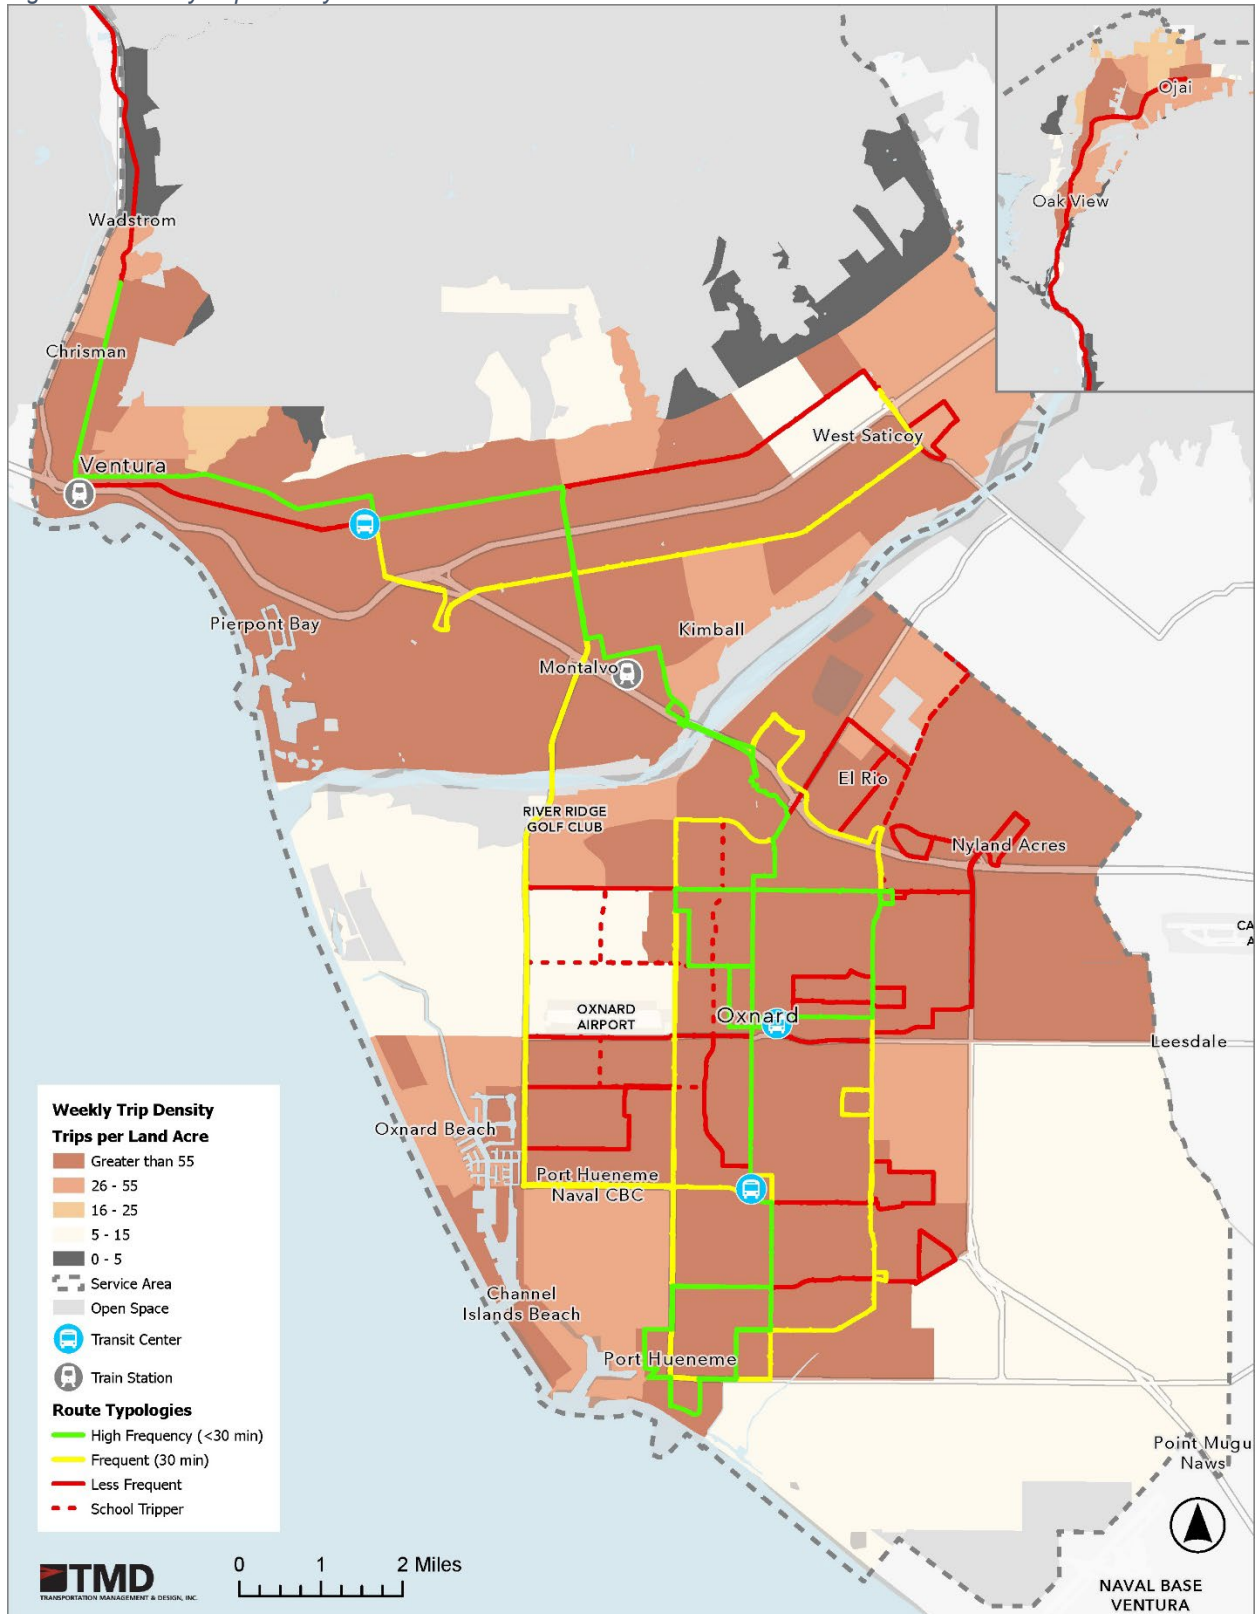 Ojai
Oak View
Wadstrom
Chrisman
West Saticoy
Ventura
Pierpont Bay
Kimball
Montalvo
El Rio
RIVER RIDGE
GOLF CLUB
Nyland Acres
OXNARD
AIRPORT
Oxnard
Leesdale
Oxnard Beach
Port Hueneme
Naval CBC
Channel
Islands Beach
Port Hueneme
Point Mugu
Naws
NAVAL BASE
VENTURA
Weekly Trip Density
Trips per Land Acre
Greater than 55
26 - 55
16 - 25
5 - 15
0 - 5
Service Area
Open Space
Transit Center
Train Station
Route Typologies
High Frequency (<30 min)
Frequent (30 min)
Less Frequent
School Tripper
TMD
TRANSPORTATION MANAGEMENT & DESIGN, INC.
0 1 2 Miles